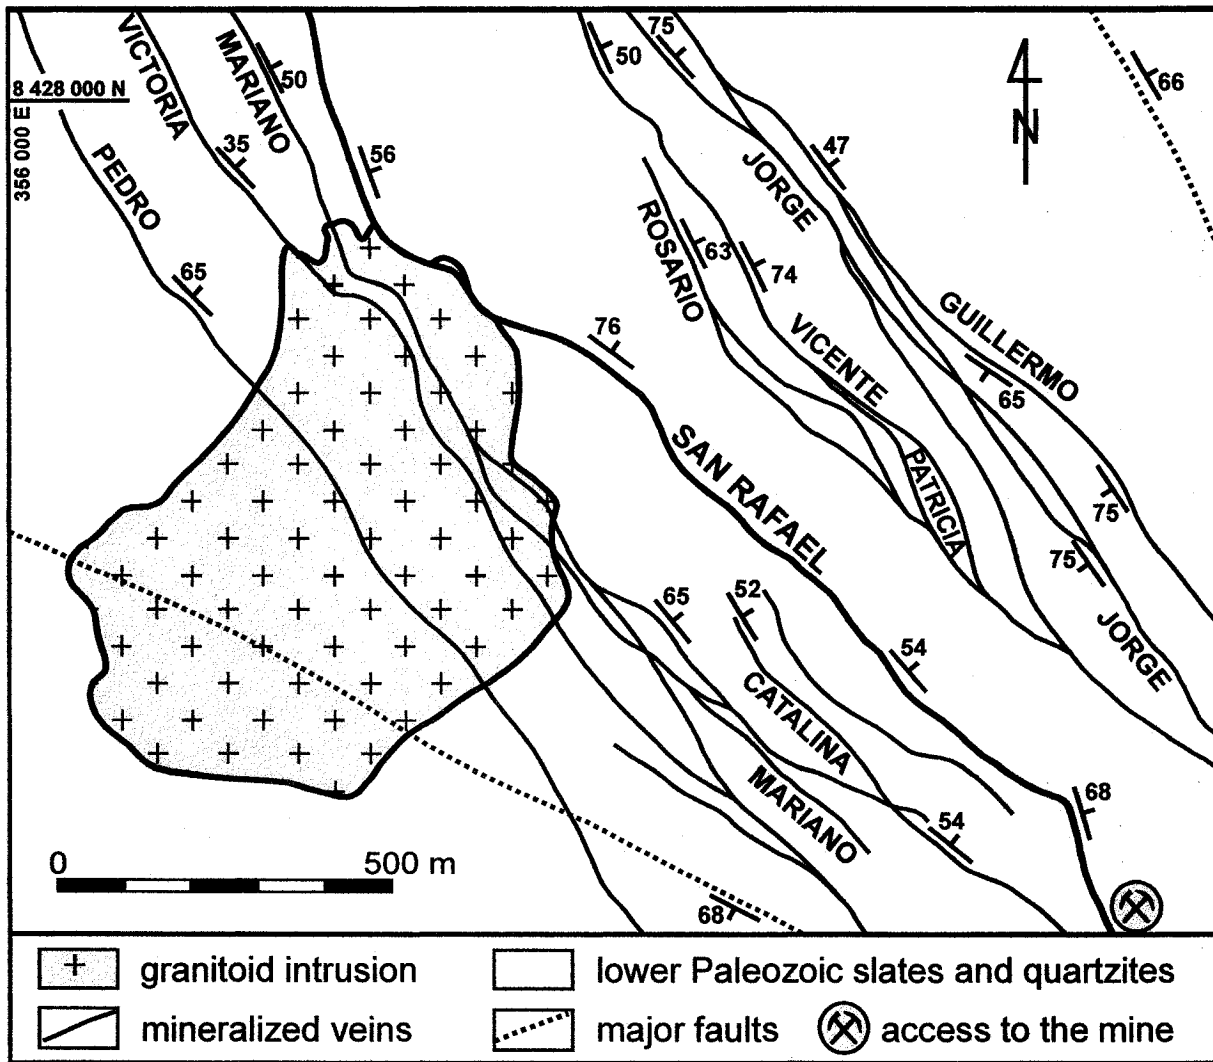 VICTORIA
MARIANO
50
75
50
66
8 428 000 N
356 000 E
35
56
47
N
PEDRO
JORGE
ROSARIO
63
74
65
GUILLERMO
76
VICENTE
65
SAN RAFAEL
PATRICIA
75
75
65
52
54
JORGE
CATALINA
MARIANO
68
54
0 500 m
68
granitoid intrusion
lower Paleozoic slates and quartzites
mineralized veins
major faults
access to the mine